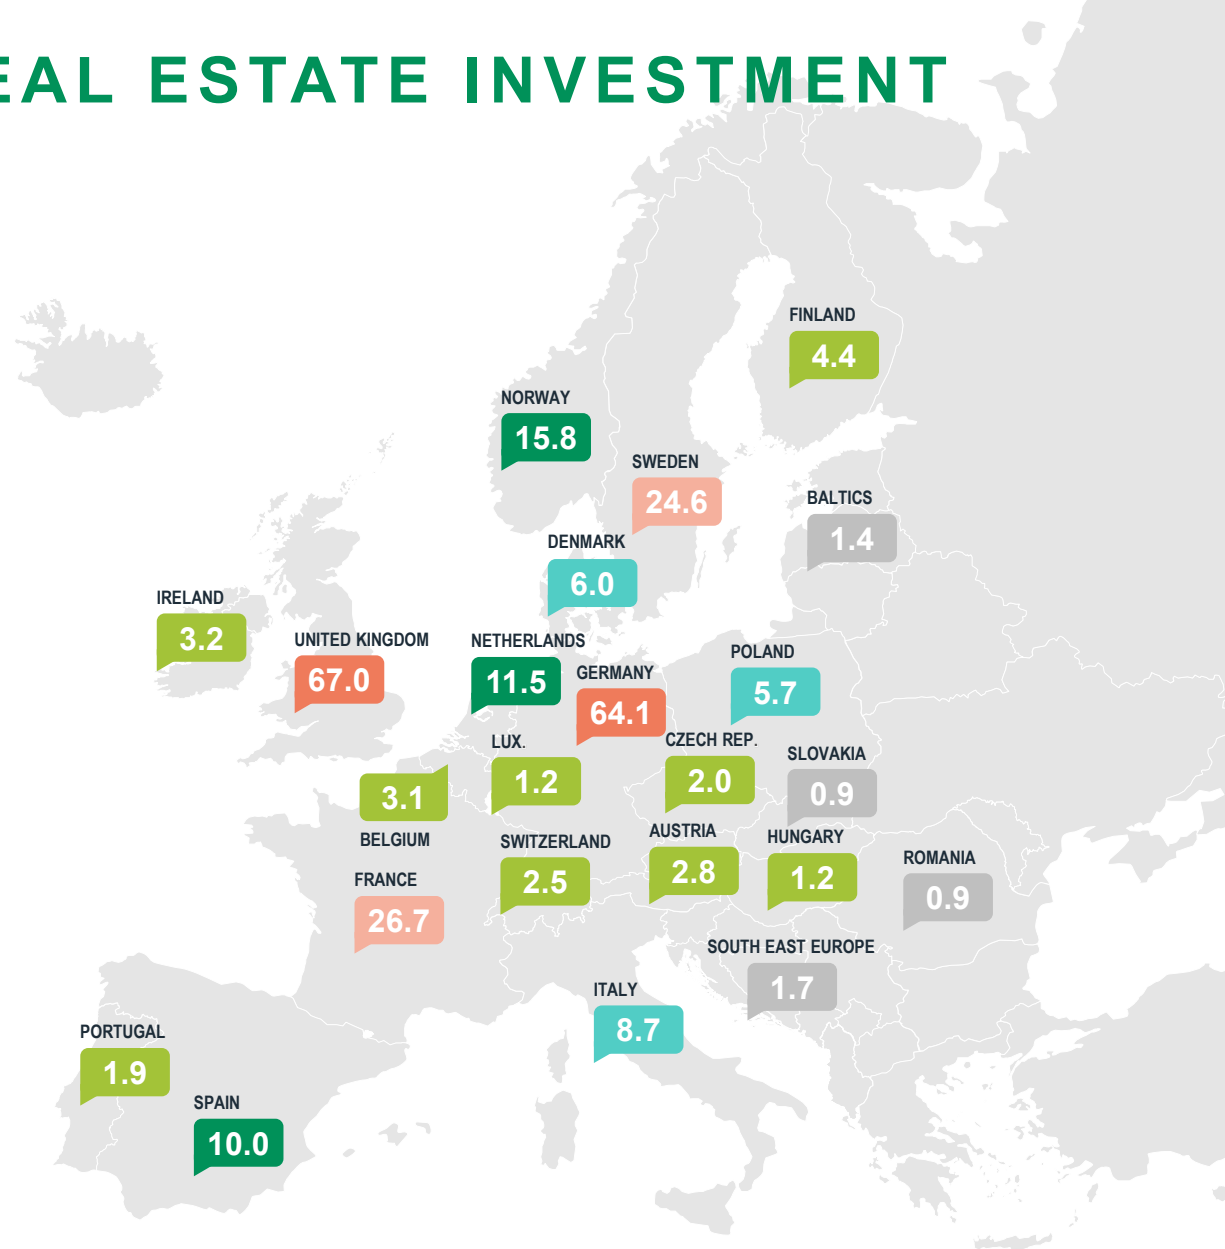 EAL ESTATE INVESTMENT
FINLAND
4.4
NORWAY
15.8
SWEDEN
24.6
BALTICS
1.4
DENMARK
6.0
IRELAND
3.2
UNITED KINGDOM
67.0
NETHERLANDS
11.5
GERMANY
64.1
POLAND
5.7
LUX.
1.2
CZECH REP.
2.0
SLOVAKIA
0.9
3.1
BELGIUM
SWITZERLAND
2.5
AUSTRIA
2.8
HUNGARY
1.2
ROMANIA
0.9
FRANCE
26.7
SOUTH EAST EUROPE
1.7
ITALY
8.7
PORTUGAL
1.9
SPAIN
10.0